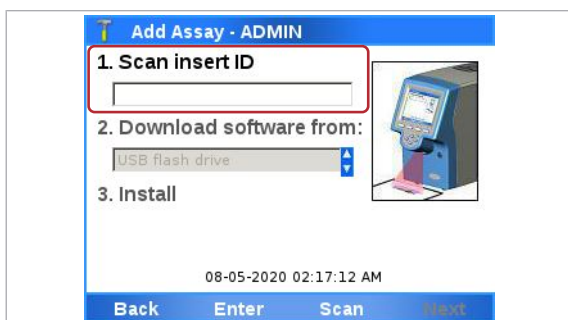 Add Assay - ADMIN
1. Scan insert ID
2. Download software from:
USB flash drive
3. Install
08-05-2020 02:17:12 AM
Back Enter Scan Next